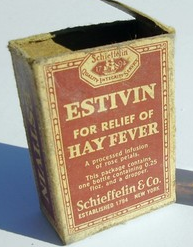 Schieffelin
ESTIVIN
FOR RELIEF OF
HAY FEVER
A processed infusion
of rose petals.
This package contains
one bottle containing 0.25
floz. and a dropper.
Schieffelin & Co.
ESTABLISHED 1794 NEW YORK